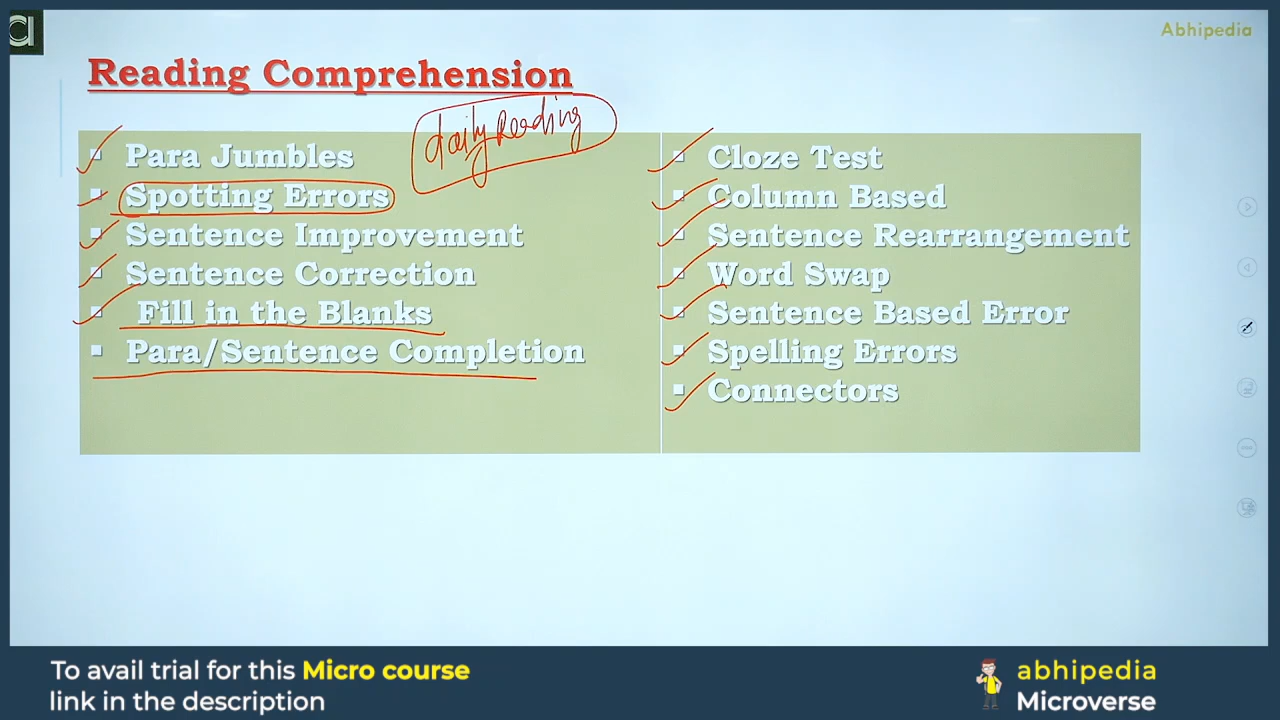 Abhipedia
Reading Comprehension
daily Reading
Para Jumbles
Spotting Errors
Sentence Improvement
Sentence Correction
Fill in the Blanks
Para/Sentence Completion
Cloze Test
Column Based
Sentence Rearrangement
Word Swap
Sentence Based Error
Spelling Errors
Connectors
To avail trial for this Micro course
link in the description
abhipedia
Microverse